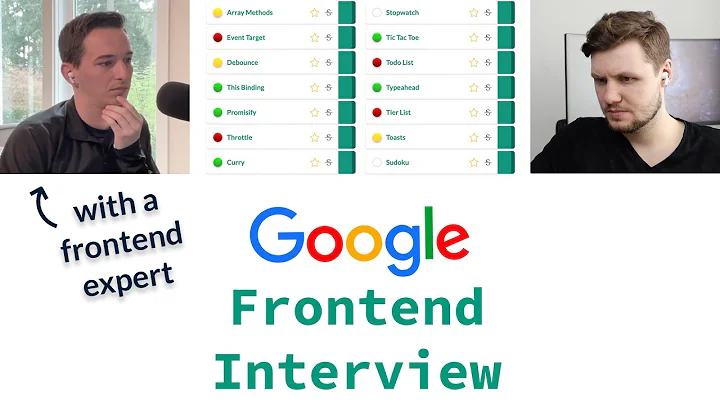 Array Methods
Event Target
Debounce
This Binding
Promisify
Throttle
Curry
Stopwatch
Tic Tac Toe
Todo List
Typeahead
Tier List
Toasts
Sudoku
with a
frontend
expert
Google
Frontend
Interview